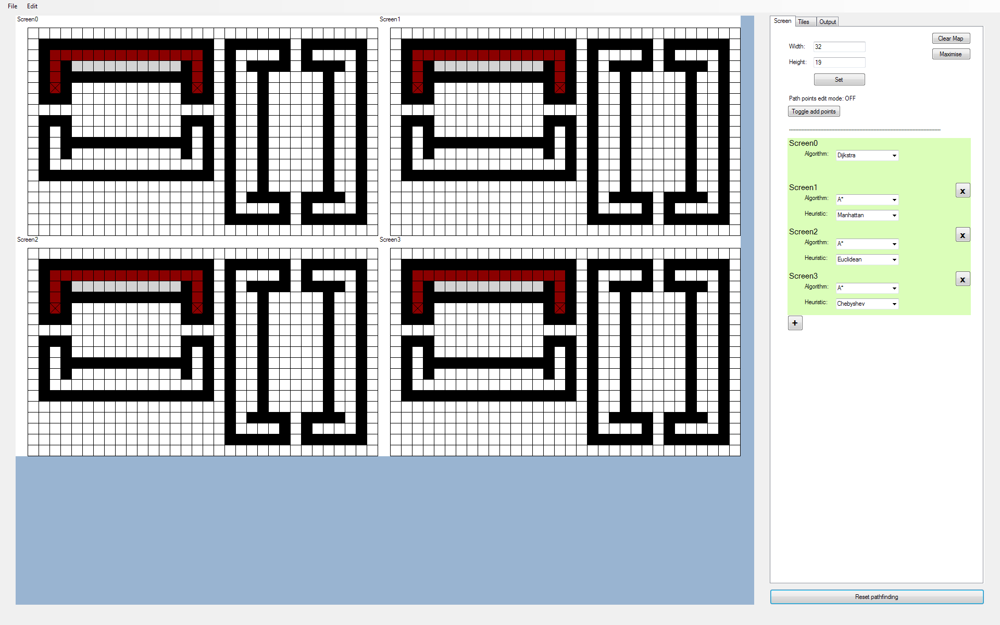 File Edit
Screen0
Screen1
Screen2
Screen3
Screen Tiles Output
Clear Map
Width: 32
Maximise
Height: 19
Set
Path points edit mode: OFF
Toggle add points
Screen0
Algorithm: Dijkstra
Screen1
x
Algorithm: A*
Heuristic: Manhattan
Screen2
x
Algorithm: A*
Heuristic: Euclidean
Screen3
x
Algorithm: A*
Heuristic: Chebyshev
+
Reset pathfinding